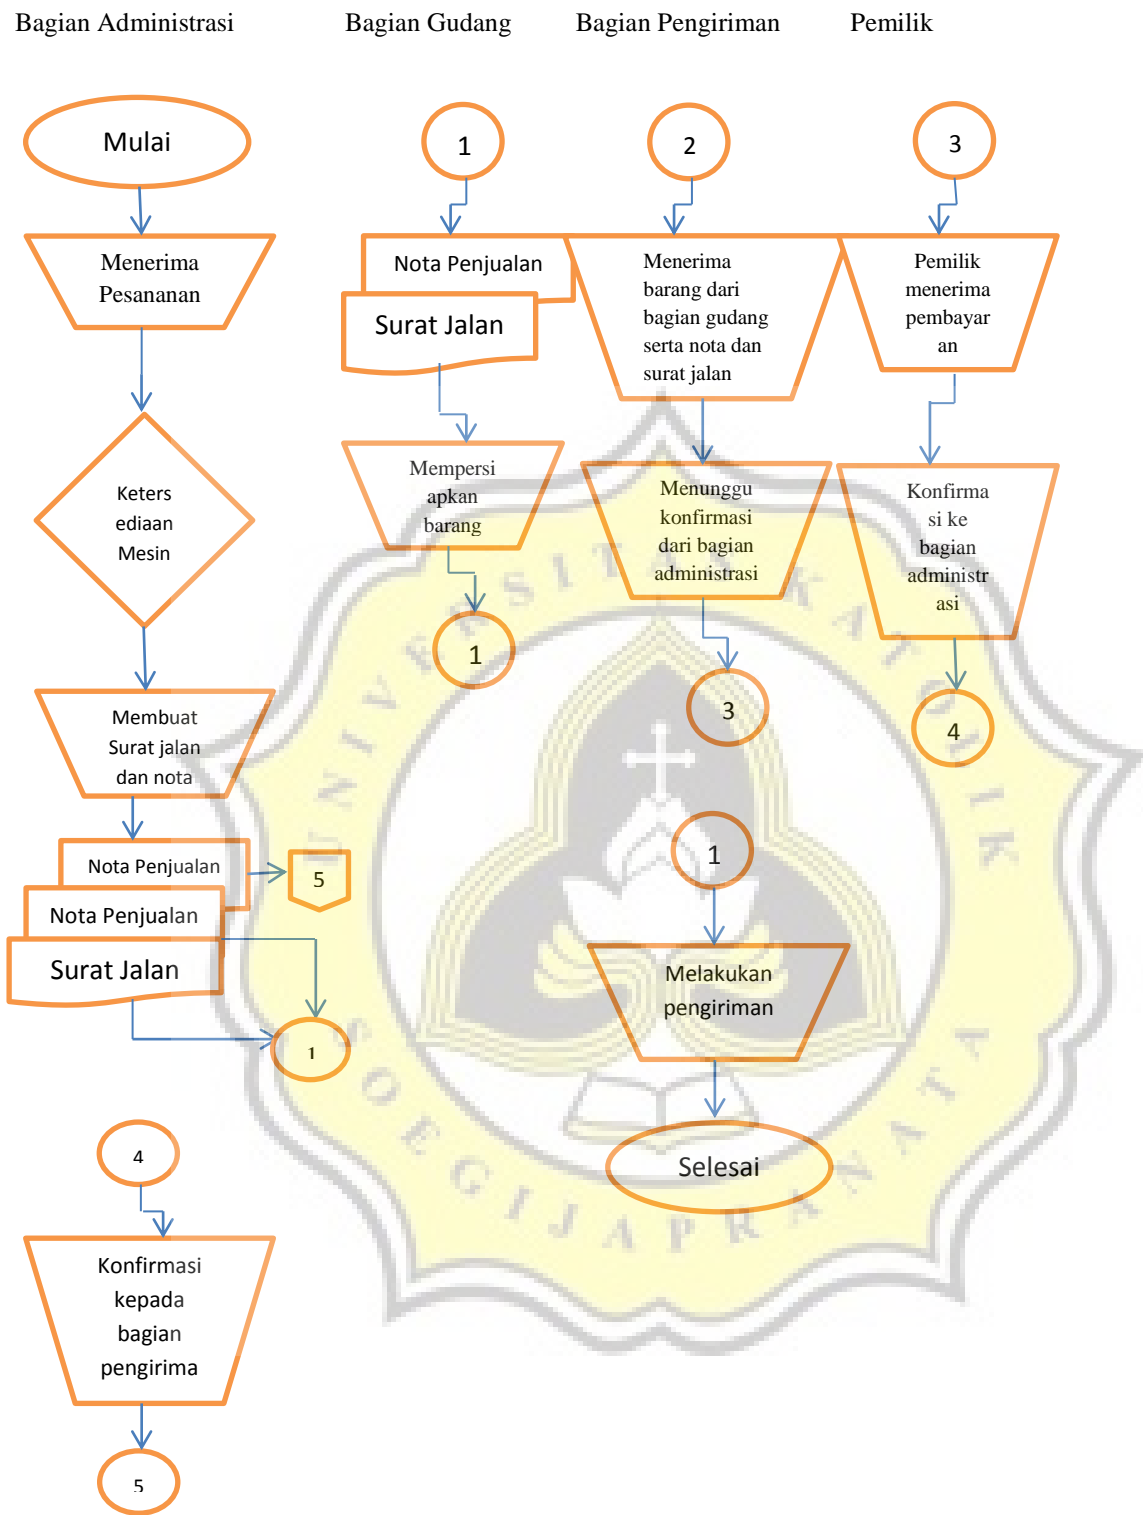 Bagian Administrasi
Bagian Gudang
Bagian Pengiriman
Pemilik
Mulai
Menerima
Pesananan
Keters
ediaan
Mesin
Membuat
Surat jalan
dan nota
Nota Penjualan
5
Nota Penjualan
Surat Jalan
1
4
Konfirmasi
kepada
bagian
pengirima
5
1
Nota Penjualan
Surat Jalan
Mempersi
apkan
barang
1
2
Menerima
barang dari
bagian gudang
serta nota dan
surat jalan
Menunggu
konfirmasi
dari bagian
administrasi
3
1
Melakukan
pengiriman
Selesai
3
Pemilik
menerima
pembayar
an
Konfirma
si ke
bagian
administr
asi
4
UNIVERSITAS KATOLIK
SOEGIJAPRANATA